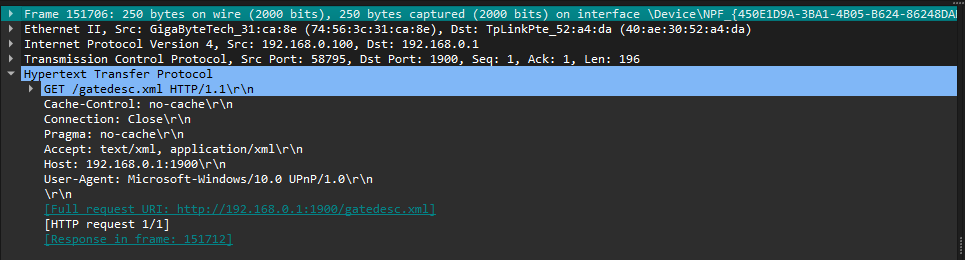 Frame 151706: 250 bytes on wire (2000 bits), 250 bytes captured (2000 bits) on interface \Device\NPF_{450E1D9A-3BA1-4B05-B624-86248DA
Ethernet II, Src: GigaByteTech_31:ca:8e (74:56:3c:31:ca:8e), Dst: TpLinkPte_52:a4:da (40:ae:30:52:a4:da)
Internet Protocol Version 4, Src: 192.168.0.100, Dst: 192.168.0.1
Transmission Control Protocol, Src Port: 58795, Dst Port: 1900, Seq: 1, Ack: 1, Len: 196
Hypertext Transfer Protocol
GET /gatedesc.xml HTTP/1.1\r\n
Cache-Control: no-cache\r\n
Connection: Close\r\n
Pragma: no-cache\r\n
Accept: text/xml, application/xml\r\n
Host: 192.168.0.1:1900\r\n
User-Agent: Microsoft-Windows/10.0 UPnP/1.0\r\n
\r\n
[Full request URI: http://192.168.0.1:1900/gatedesc.xml]
[HTTP request 1/1]
[Response in frame: 151712]